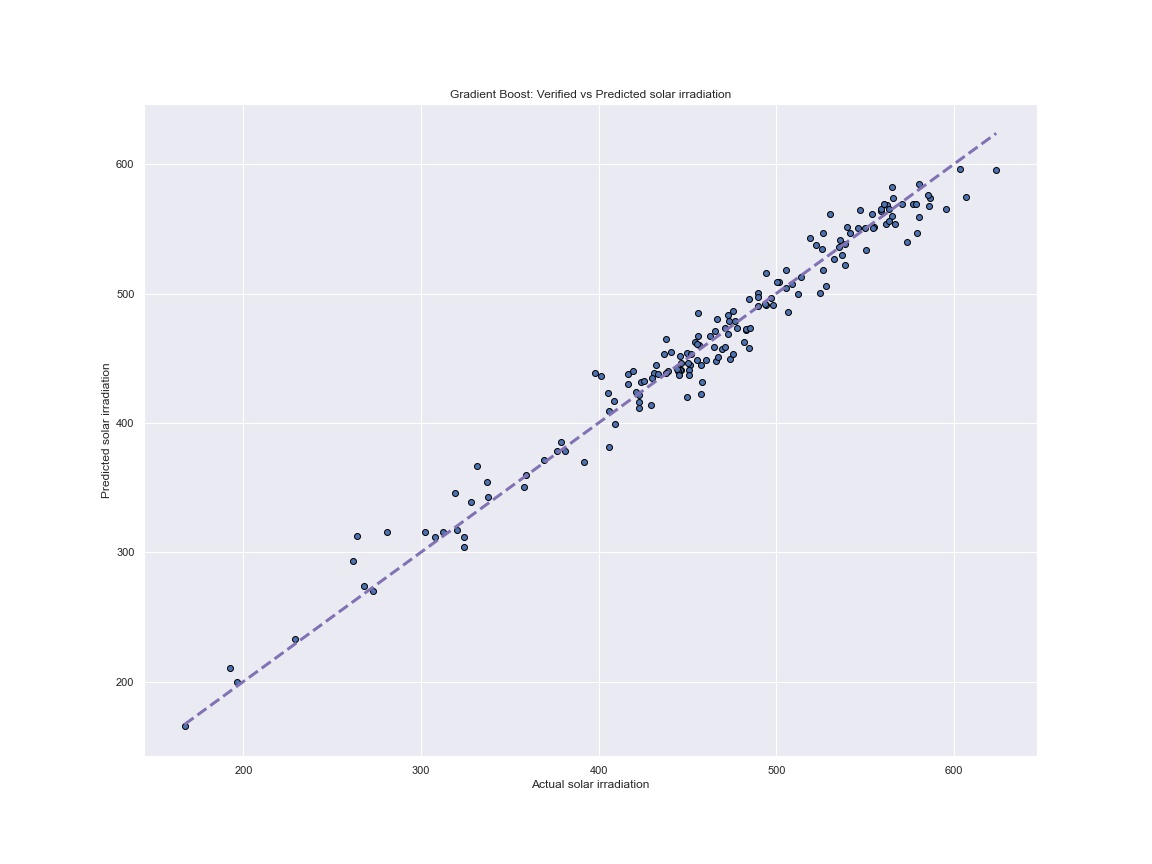 Gradient Boost: Verified vs Predicted solar irradiation
600
500
400
300
200
Predicted solar irradiation
200 300 400 500 600
Actual solar irradiation